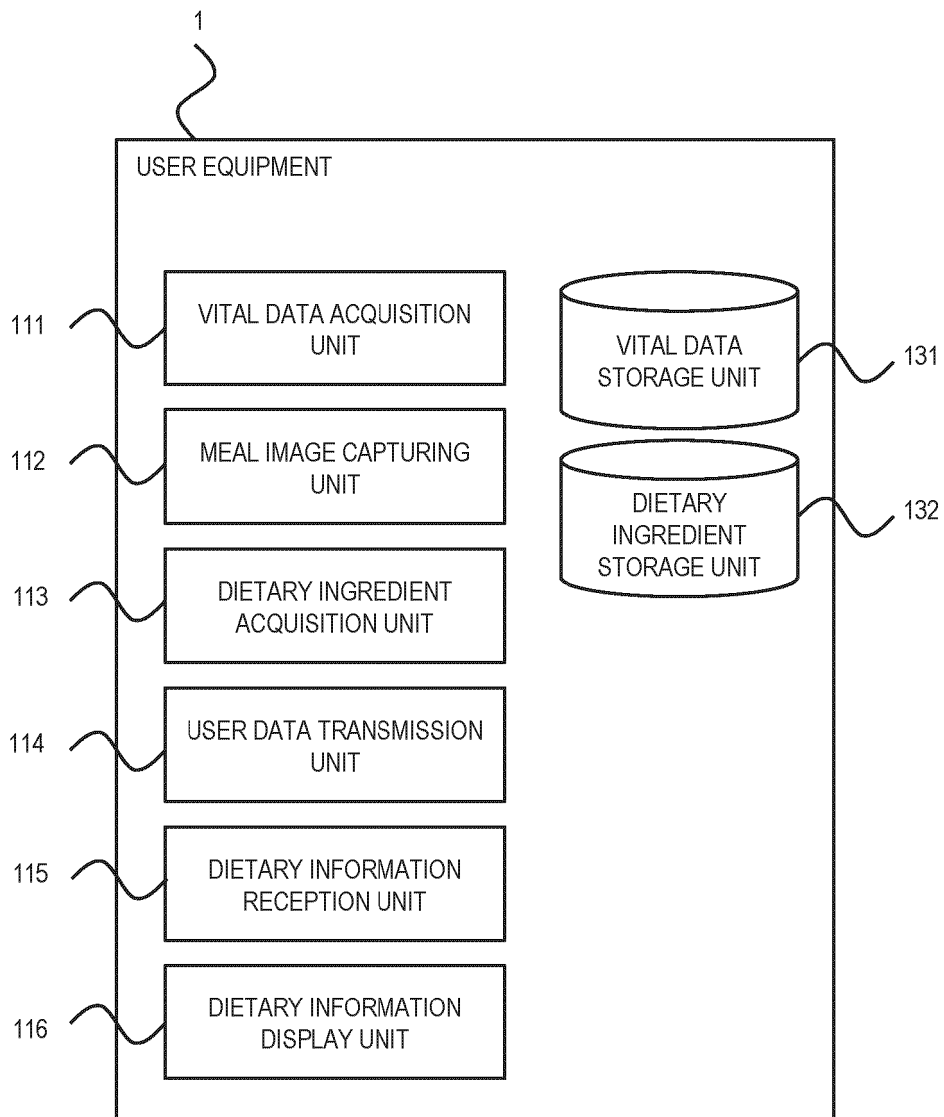 1
USER EQUIPMENT
111
VITAL DATA ACQUISITION
UNIT
112
MEAL IMAGE CAPTURING
UNIT
113
DIETARY INGREDIENT
ACQUISITION UNIT
114
USER DATA TRANSMISSION
UNIT
115
DIETARY INFORMATION
RECEPTION UNIT
116
DIETARY INFORMATION
DISPLAY UNIT
VITAL DATA
STORAGE UNIT
131
DIETARY
INGREDIENT
STORAGE UNIT
132